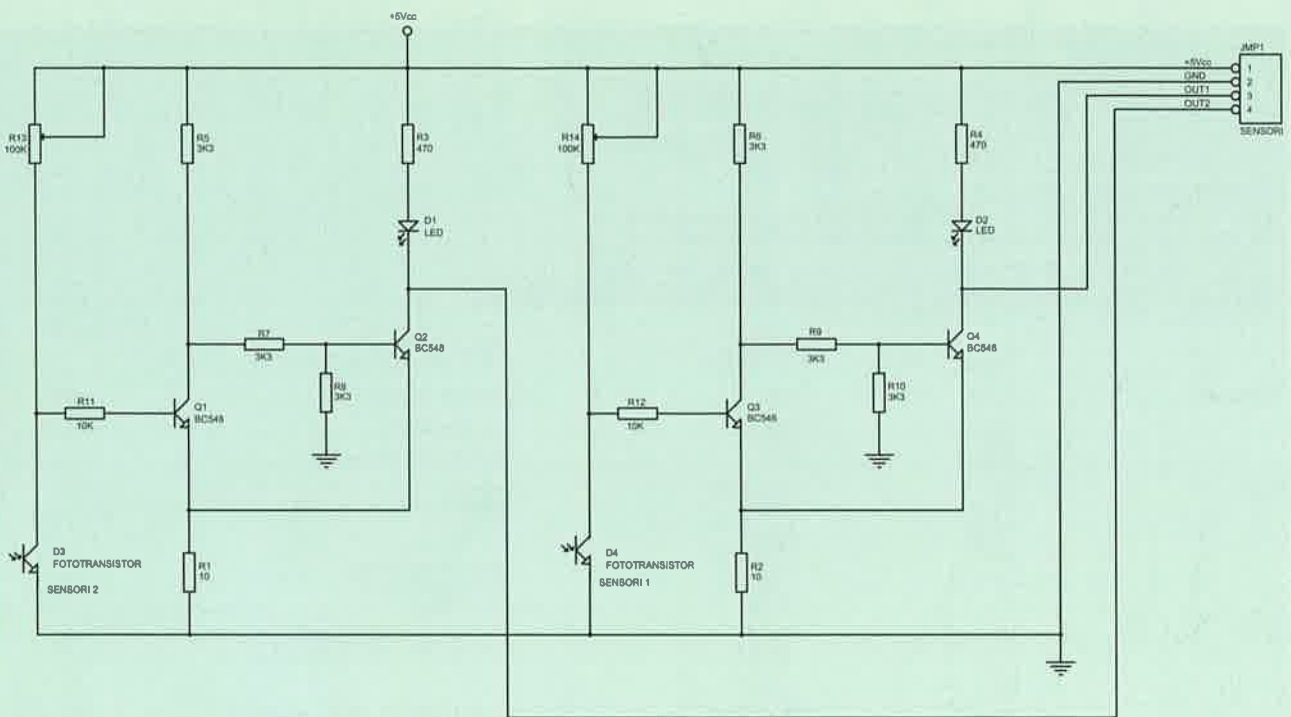 +5Vcc
JMP1
+5Vcc 1
GND 2
OUT1 3
OUT2 4
SENSORI
R13
100K
R5
3K3
R3
470
R14
100K
R6
3K3
R4
470
D1
LED
D2
LED
R7
3K3
Q2
BC548
R9
3K3
Q4
BC548
R8
3K3
R10
3K3
R11
10K
Q1
BC548
R12
10K
Q3
BC548
D3
FOTOTRANSISTOR
SENSORI 2
R1
10
D4
FOTOTRANSISTOR
SENSORI 1
R2
10